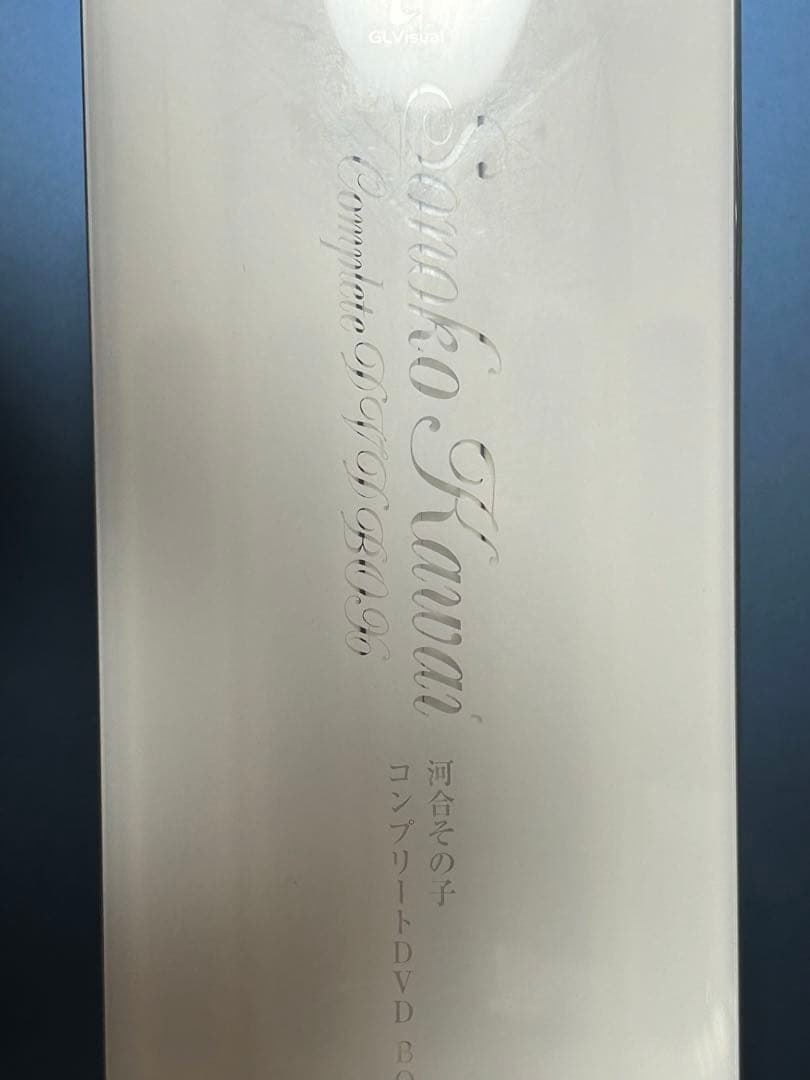 GLVisual
Sonoko Kawai
Complete DVD BOX
河合その子
コンプリートDVD BO